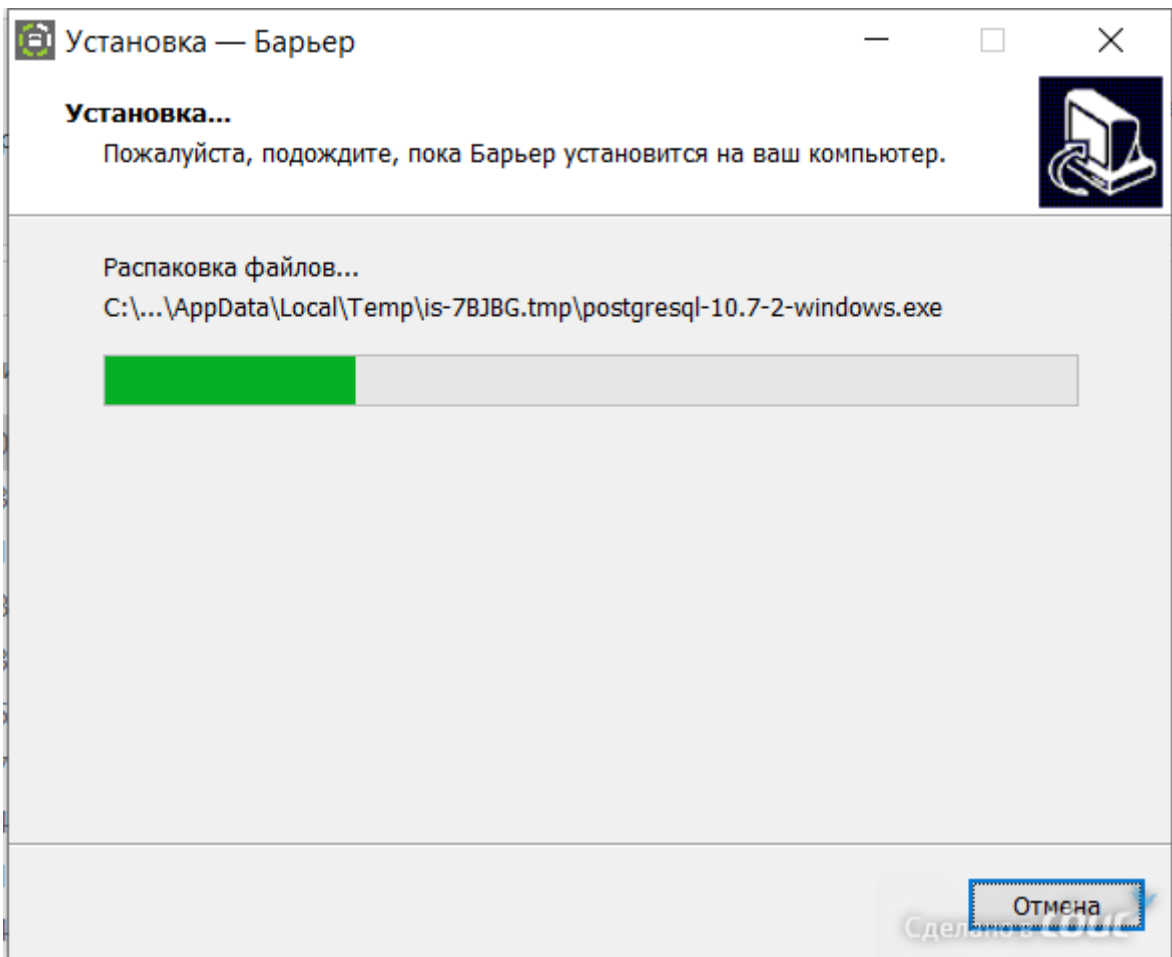 Установка — Барьер
Установка...
Пожалуйста, подождите, пока Барьер установится на ваш компьютер.
Распаковка файлов...
C:\...\AppData\Local\Temp\is-7BJBG.tmp\postgresql-10.7-2-windows.exe
Отмена
Сделано в